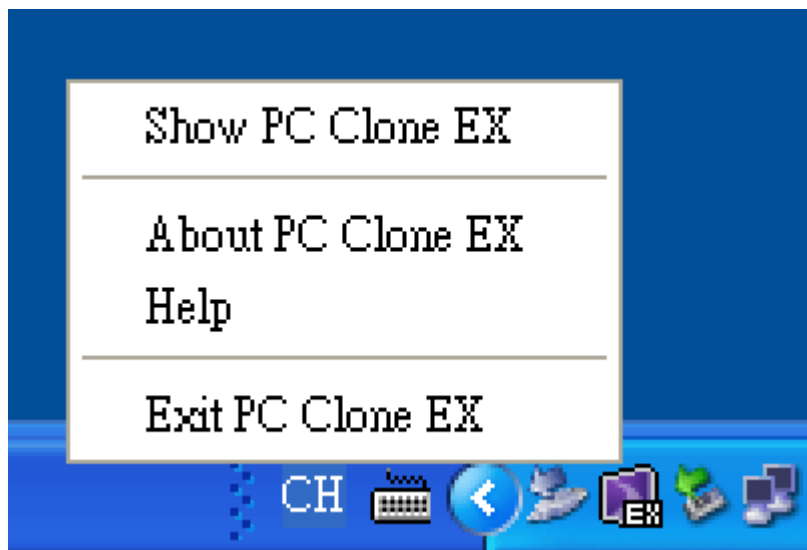 Show PC Clone EX
About PC Clone EX
Help
Exit PC Clone EX
CH
EX